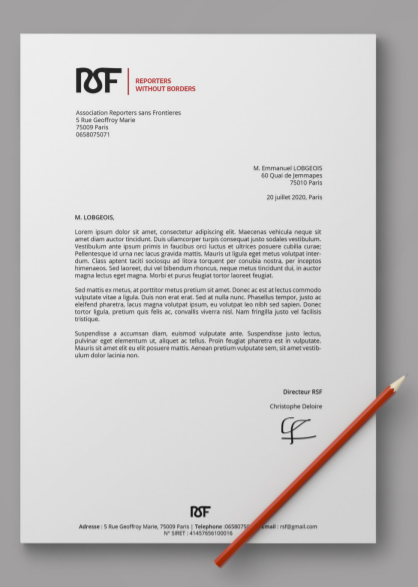 RSF
REPORTERS
WITHOUT BORDERS
Association Reporters sans Frontieres
5 Rue Geoffroy Marie
75009 Paris
0658075071
M. Emmanuel LOBGEOIS
60 Quai de Jemmapes
75010 Paris
20 juillet 2020, Paris
M. LOBGEOIS,
Lorem ipsum dolor sit amet, consectetur adipiscing elit. Maecenas vehicula neque sit
amet diam auctor tincidunt. Duis ullamcorper turpis consequat justo sodales vestibulum.
Vestibulum ante ipsum primis in faucibus orci luctus et ultrices posuere cubilia curae;
Pellentesque id urna nec lacus gravida mattis. Mauris ut ligula eget metus volutpat inter-
dum. Class aptent taciti sociosqu ad litora torquent per conubia nostra, per inceptos
himenaeos. Sed laoreet, dui vel bibendum rhoncus, neque metus tincidunt dui, in auctor
magna lectus eget magna. Morbi et purus feugiat tortor laoreet feugiat.
Sed mattis ex metus, at porttitor metus pretium sit amet. Donec ac est at lectus commodo
vulputate vitae a ligula. Duis non erat erat. Sed at nulla nunc. Phasellus tempor, justo ac
eleifend pharetra, lacus magna volutpat ipsum, eu volutpat leo nibh sed sapien. Donec
tortor ligula, pretium quis felis ac, convallis viverra nisl. Nam fringilla justo vel facilisis
tristique.
Suspendisse a accumsan diam, euismod vulputate ante. Suspendisse justo lectus,
pulvinar eget elementum ut, aliquet ac tellus. Proin feugiat pharetra est in vulputate.
Mauris sit amet elit eu elit posuere mattis. Aenean pretium vulputate sem, sit amet vestib-
ulum dolor lacinia non.
Directeur RSF
Christophe Deloire
RSF
Adresse : 5 Rue Geoffroy Marie, 75009 Paris | Telephone :065807 mail : rsf@gmail.com
N° SIRET : 41457656100016